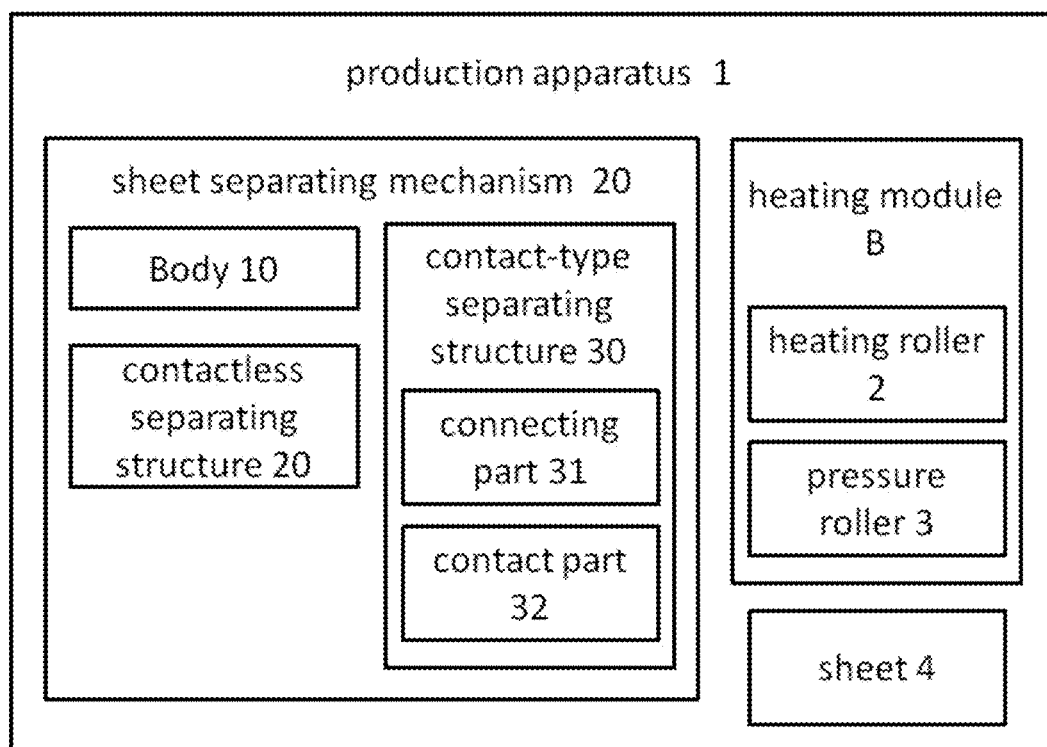 production apparatus 1
sheet separating mechanism 20
Body 10
contactless
separating
structure 20
contact-type
separating
structure 30
connecting
part 31
contact part
32
heating module
B
heating roller
2
pressure
roller 3
sheet 4